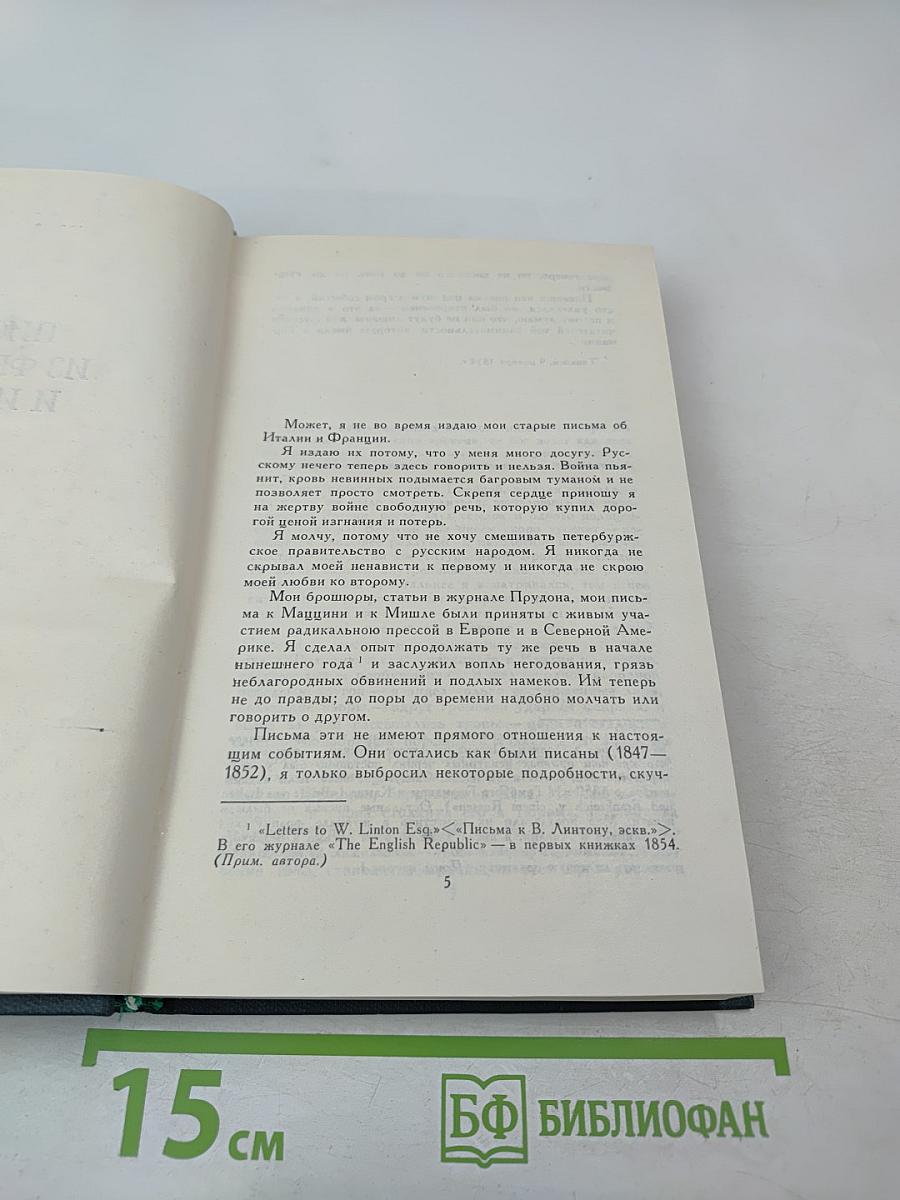 Может, я не во время издаю мои старые письма об
Италии и Франции.
Я издаю их потому, что у меня много досугу. Рус-
скому нечего теперь здесь говорить и нельзя. Война пья-
нит, кровь невинных подымается багровым туманом и не
позволяет просто смотреть. Скрепя сердце приношу я
на жертву войне свободную речь, которую купил доро-
гой ценой изгнания и потерь.
Я молчу, потому что не хочу смешивать петербурж-
ское правительство с русским народом. Я никогда не
скрывал моей ненависти к первому и никогда не скрою
моей любви ко второму.
Мои брошюры, статьи в журнале Прудона, мои пись-
ма к Маццини и к Мишле были приняты с живым уча-
стием радикальною прессой в Европе и в Северной Аме-
рике. Я сделал опыт продолжать ту же речь в начале
нынешнего года 1 и заслужил вопль негодования, грязь
неблагородных обвинений и подлых намеков. Им теперь
не до правды; до поры до времени надобно молчать или
говорить о другом.
Письма эти не имеют прямого отношения к настоя-
щим событиям. Они остались как были писаны (1847—
1852), я только выбросил некоторые подробности, скуч-
1 «Letters to W. Linton Esq.»<«Письма к В. Линтону, эскв.»>.
В его журнале «The English Republic» — в первых книжках 1854.
(Прим. автора.)
5
15 см
БФ БИБЛИОФАН